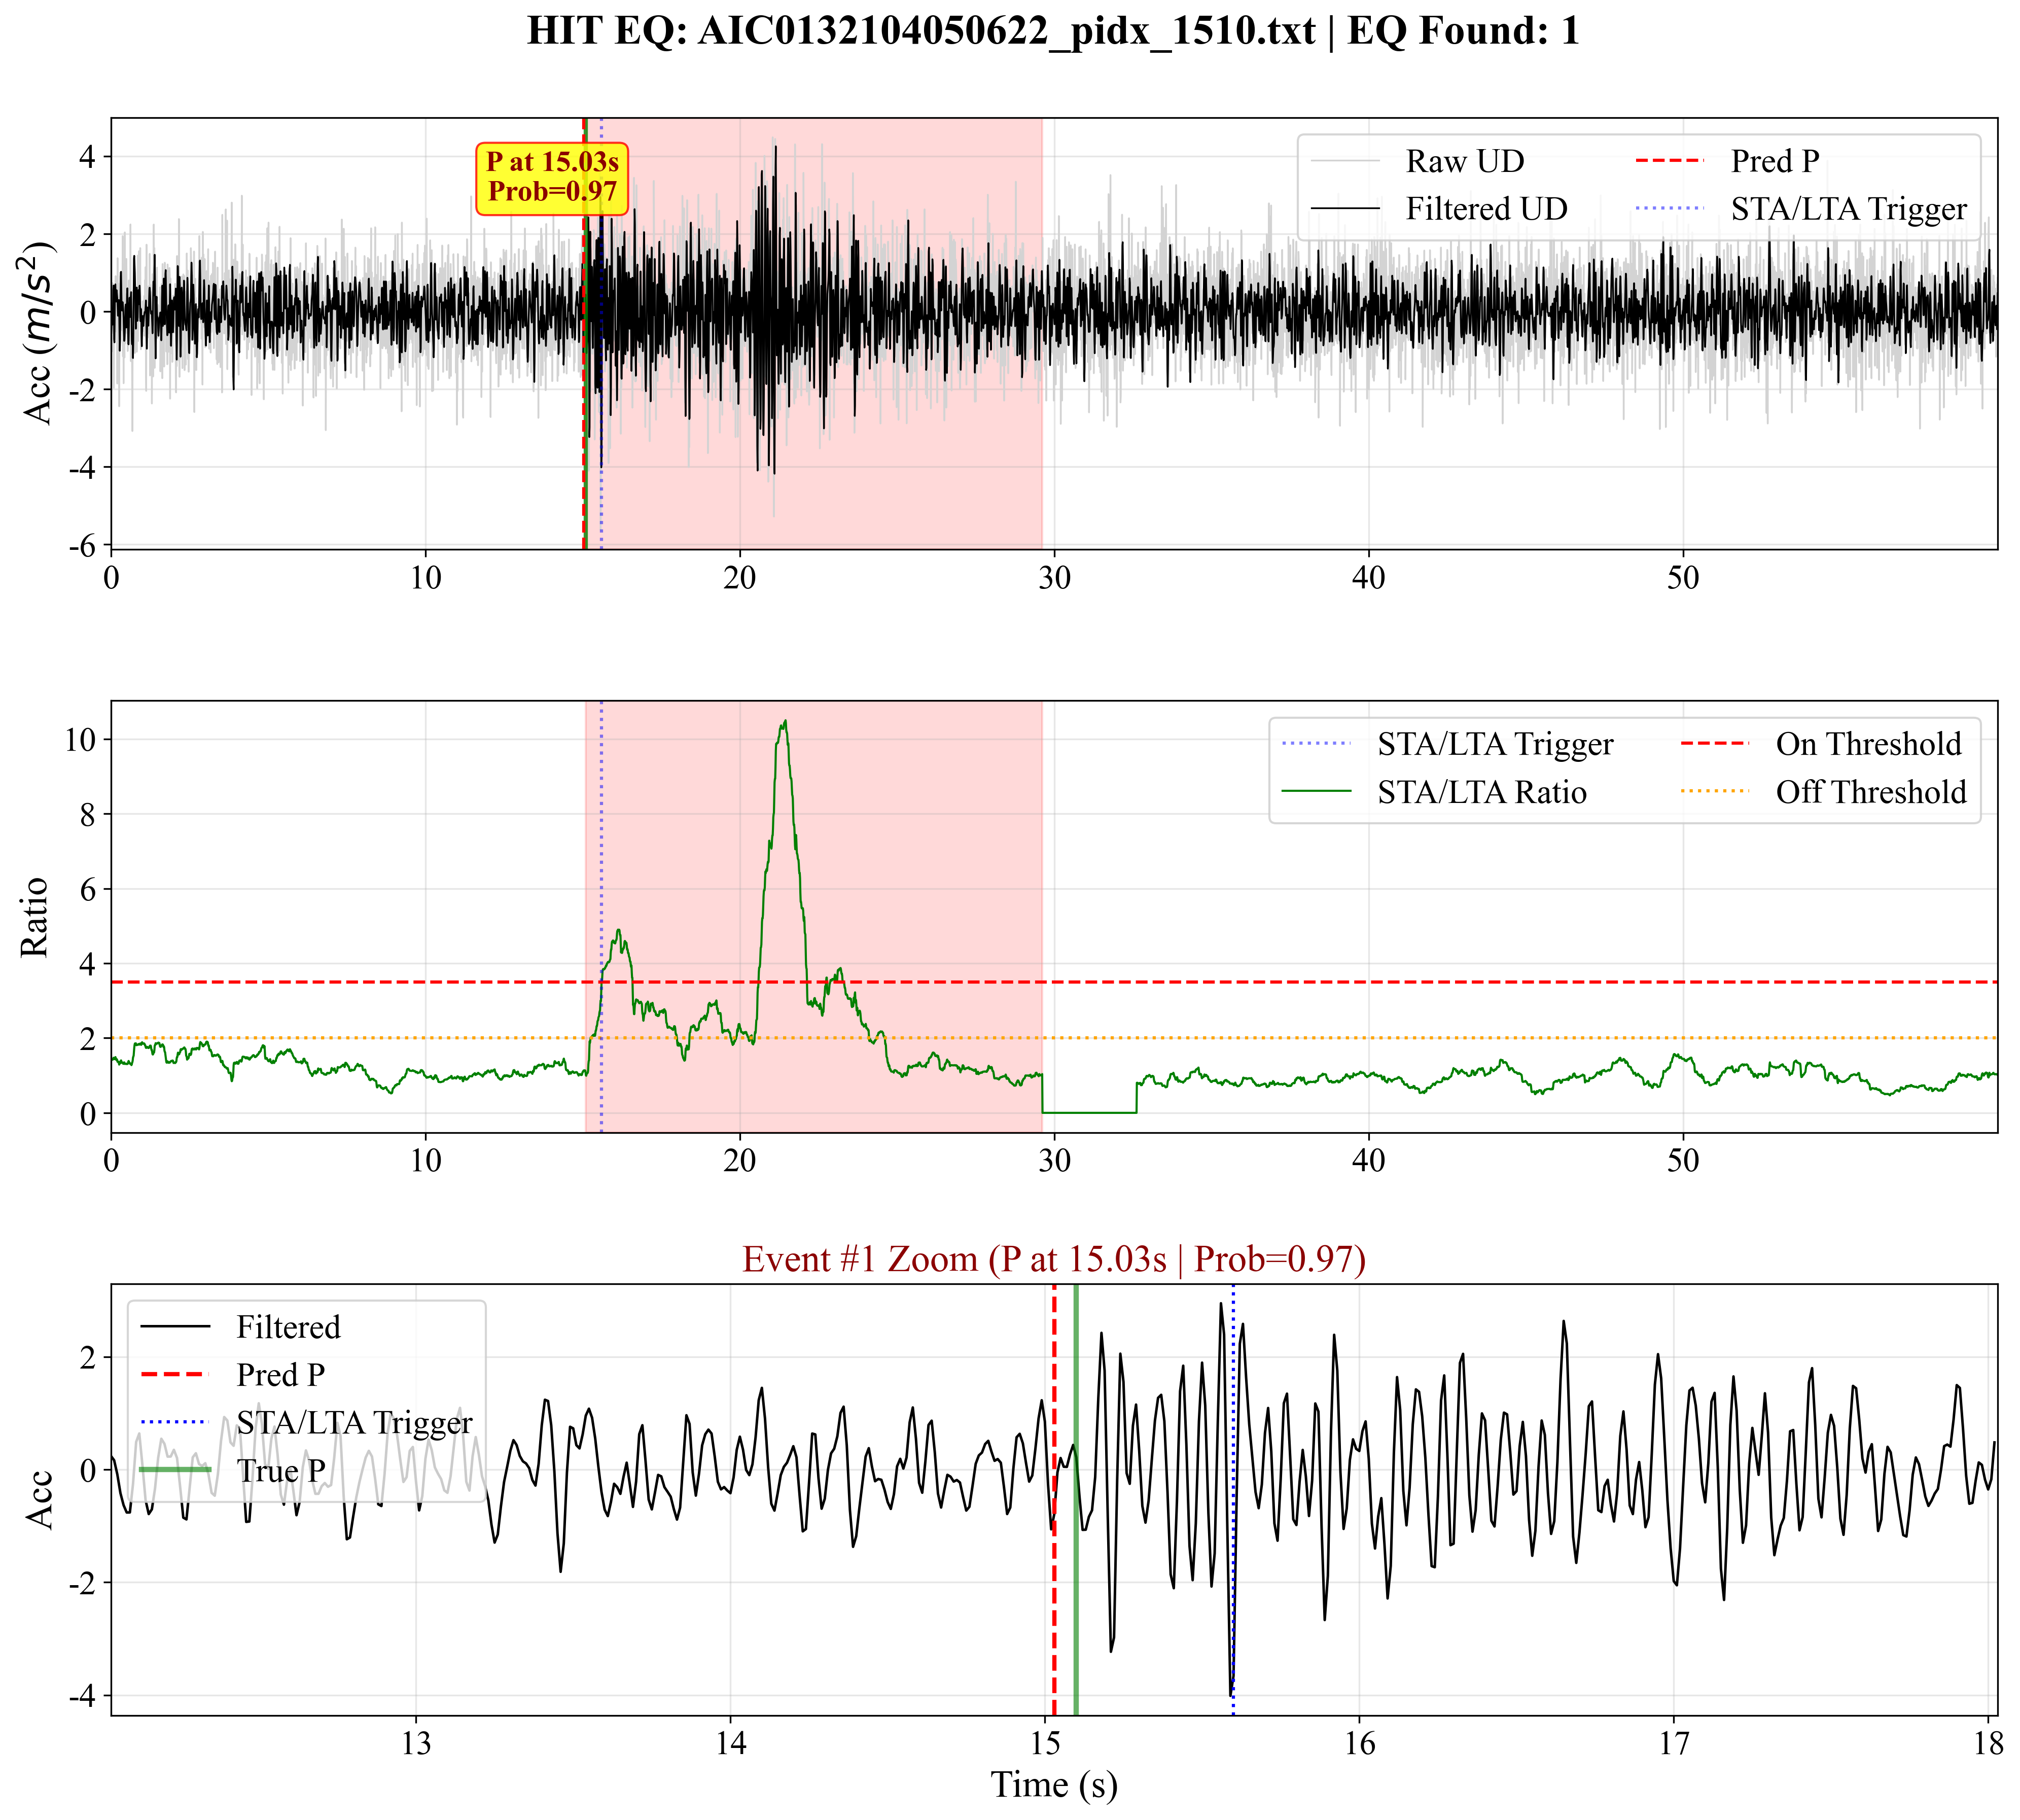 HIT EQ: AIC0132104050622_pidx_1510.txt | EQ Found: 1
P at 15.03s
Prob=0.97
Raw UD
Filtered UD
Pred P
STA/LTA Trigger
Acc (m/s²)
4
2
0
-2
-4
-6
0 10 20 30 40 50
STA/LTA Trigger
STA/LTA Ratio
On Threshold
Off Threshold
Ratio
10
8
6
4
2
0
0 10 20 30 40 50
Event #1 Zoom (P at 15.03s | Prob=0.97)
Filtered
Pred P
STA/LTA Trigger
True P
Acc
2
0
-2
-4
13 14 15 16 17 18
Time (s)